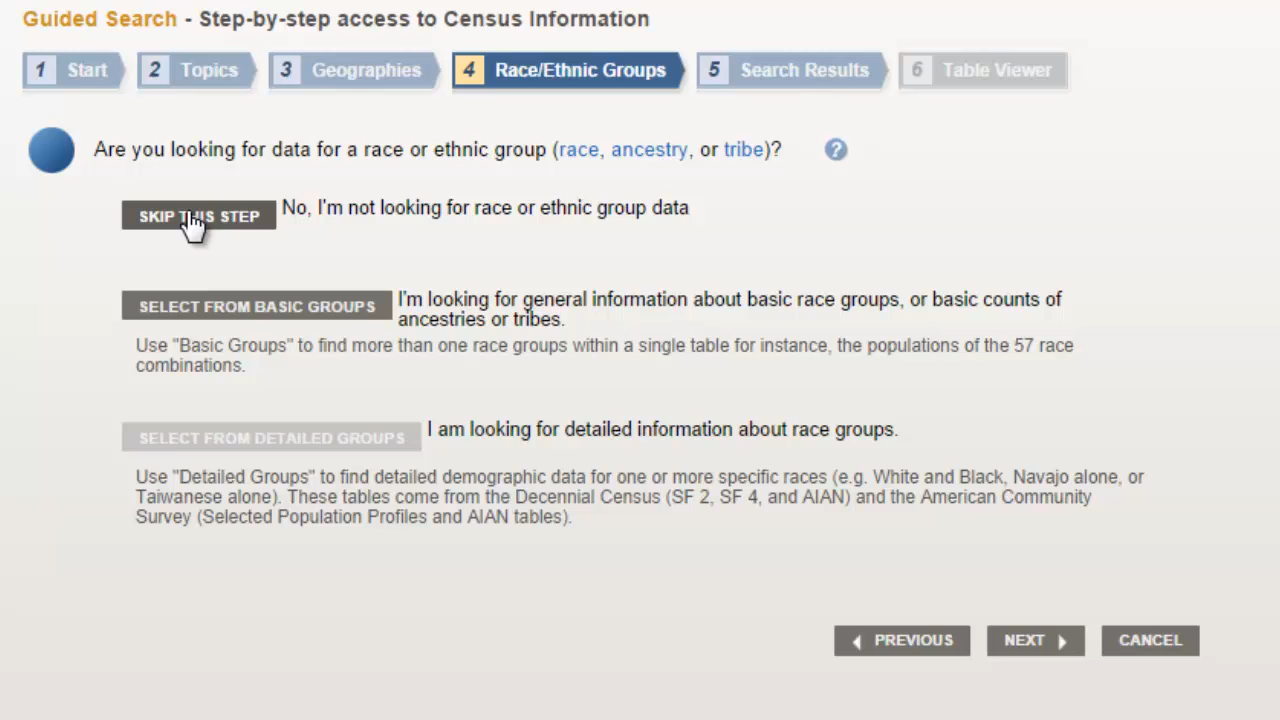 Guided Search - Step-by-step access to Census Information
1 Start 2 Topics 3 Geographies 4 Race/Ethnic Groups 5 Search Results 6 Table Viewer
Are you looking for data for a race or ethnic group (race, ancestry, or tribe)? ?
SKIP THIS STEP No, I'm not looking for race or ethnic group data
SELECT FROM BASIC GROUPS I'm looking for general information about basic race groups, or basic counts of
ancestries or tribes.
Use "Basic Groups" to find more than one race groups within a single table for instance, the populations of the 57 race
combinations.
SELECT FROM DETAILED GROUPS I am looking for detailed information about race groups.
Use "Detailed Groups" to find detailed demographic data for one or more specific races (e.g. White and Black, Navajo alone, or
Taiwanese alone). These tables come from the Decennial Census (SF 2, SF 4, and AIAN) and the American Community
Survey (Selected Population Profiles and AIAN tables).
PREVIOUS NEXT CANCEL